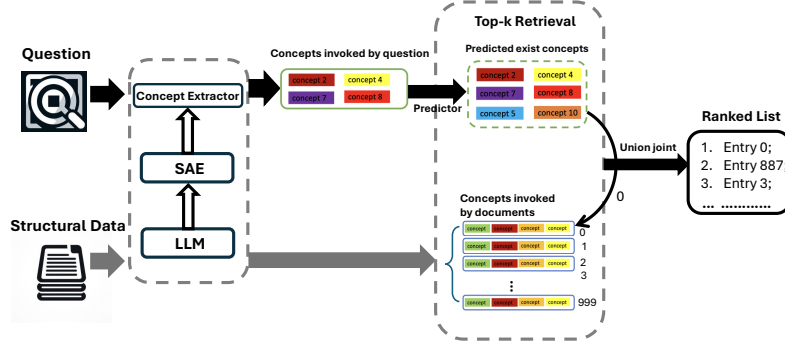 Question
Structural Data
Concept Extractor
SAE
LLM
Concepts invoked by question
concept 2
concept 4
concept 7
concept 8
Predictor
Top-k Retrieval
Predicted exist concepts
concept 2
concept 4
concept 7
concept 8
concept 5
concept 10
Concepts invoked
by documents
concept concept concept concept
0
concept concept concept concept
1
concept concept concept concept
2
3
concept concept concept concept
999
0
Union joint
Ranked List
1. Entry 0;
2. Entry 887;
3. Entry 3;
... ............